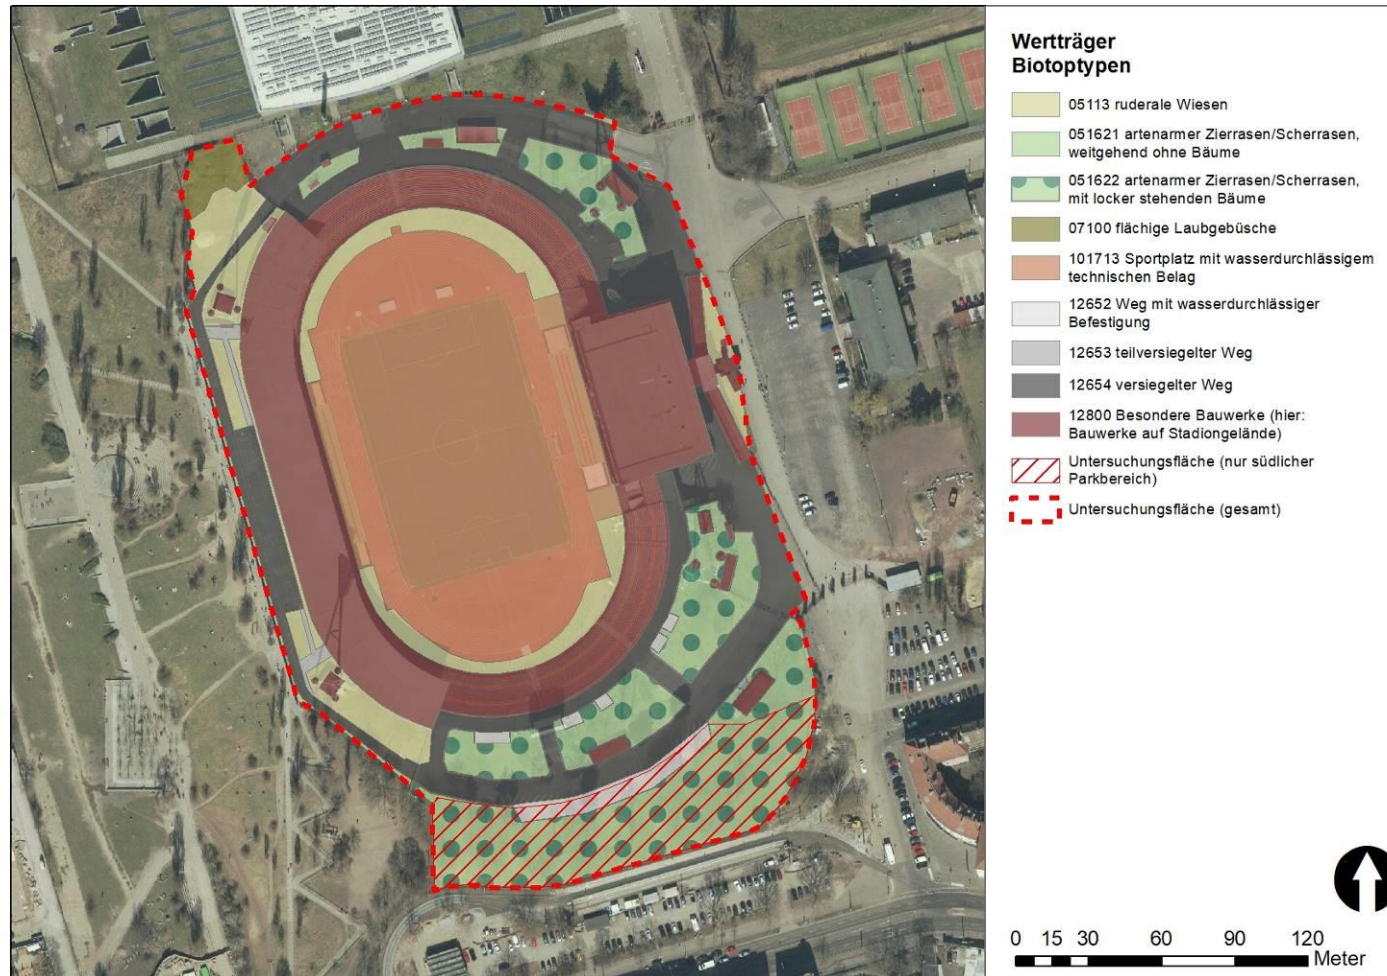 Wertträger
Biotoptypen
05113 ruderale Wiesen
051621 artenarmer Zierrasen/Scherrasen,
weitgehend ohne Bäume
051622 artenarmer Zierrasen/Scherrasen,
mit locker stehenden Bäume
07100 flächige Laubgebüsche
101713 Sportplatz mit wasserdurchlässigem
technischen Belag
12652 Weg mit wasserdurchlässiger
Befestigung
12653 teilversiegelter Weg
12654 versiegelter Weg
12800 Besondere Bauwerke (hier:
Bauwerke auf Stadiongelände)
Untersuchungsfläche (nur südlicher
Parkbereich)
Untersuchungsfläche (gesamt)
0 15 30 60 90 120
Meter